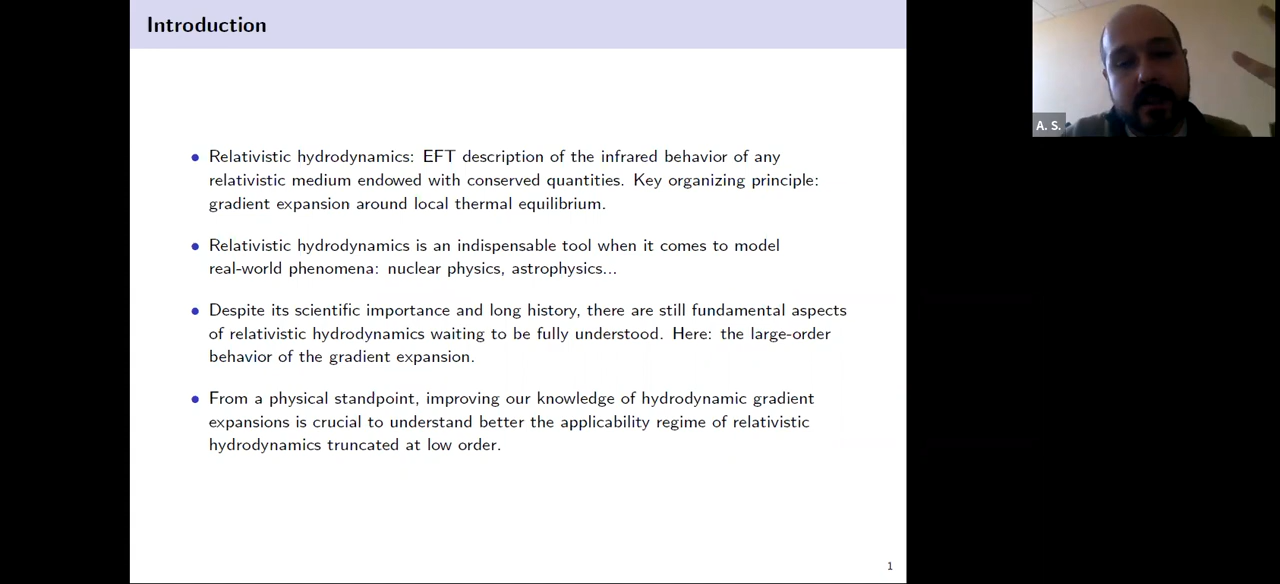 Introduction
A. S.
Relativistic hydrodynamics: EFT description of the infrared behavior of any
relativistic medium endowed with conserved quantities. Key organizing principle:
gradient expansion around local thermal equilibrium.
Relativistic hydrodynamics is an indispensable tool when it comes to model
real-world phenomena: nuclear physics, astrophysics...
Despite its scientific importance and long history, there are still fundamental aspects
of relativistic hydrodynamics waiting to be fully understood. Here: the large-order
behavior of the gradient expansion.
From a physical standpoint, improving our knowledge of hydrodynamic gradient
expansions is crucial to understand better the applicability regime of relativistic
hydrodynamics truncated at low order.
1